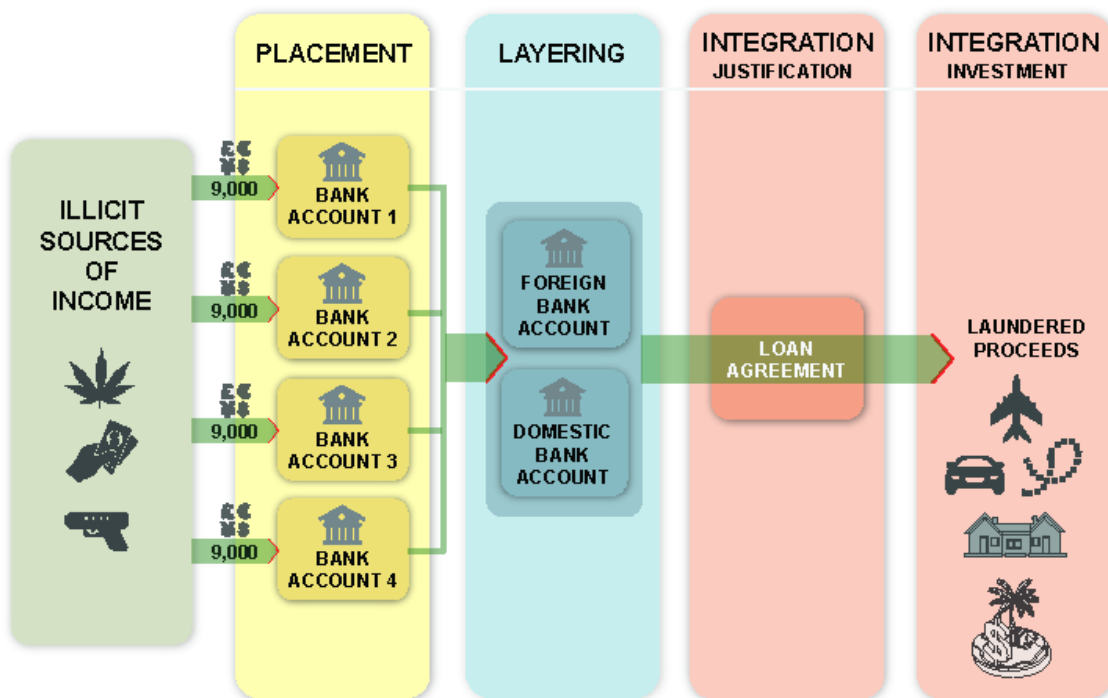 PLACEMENT
LAYERING
INTEGRATION
JUSTIFICATION
INTEGRATION
INVESTMENT
ILLICIT
SOURCES
OF
INCOME
£ €
¥ $
9,000
BANK
ACCOUNT 1
£ €
¥ $
9,000
BANK
ACCOUNT 2
£ €
¥ $
9,000
BANK
ACCOUNT 3
£ €
¥ $
9,000
BANK
ACCOUNT 4
FOREIGN
BANK
ACCOUNT
DOMESTIC
BANK
ACCOUNT
LOAN
AGREEMENT
LAUNDERED
PROCEEDS